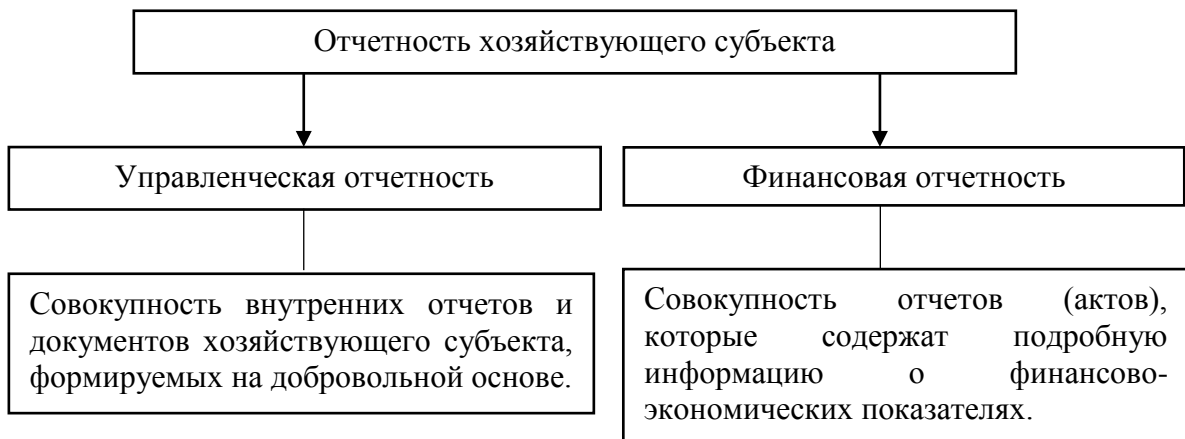 Отчетность хозяйствующего субъекта
Управленческая отчетность
Финансовая отчетность
Совокупность внутренних отчетов и
документов хозяйствующего субъекта,
формируемых на добровольной основе.
Совокупность отчетов (актов),
которые содержат подробную
информацию о финансово-
экономических показателях.